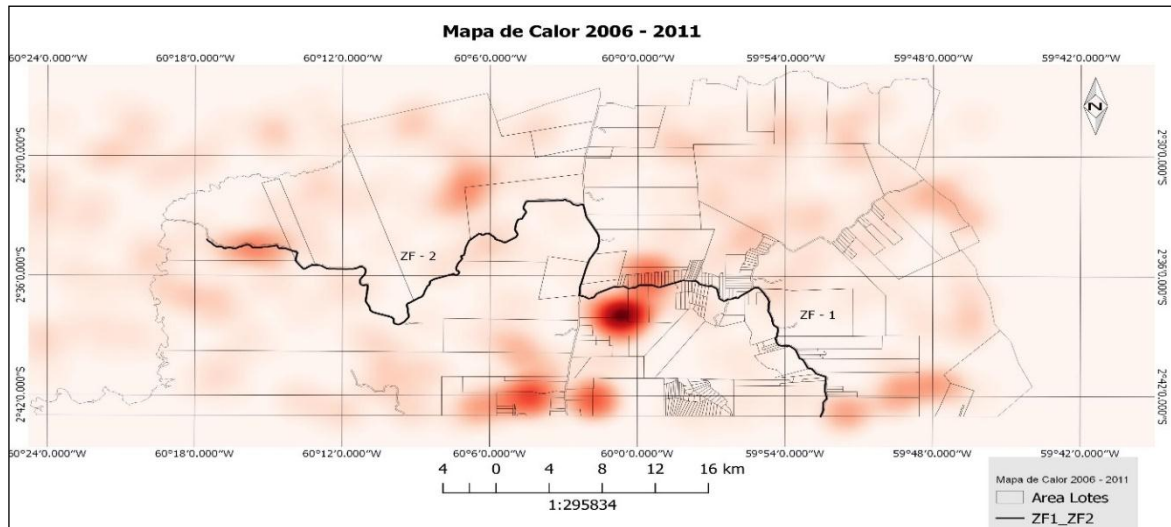 Mapa de Calor 2006 - 2011
60°24'0.000"W 60°18'0.000"W 60°12'0.000"W 60°6'0.000"W 60°0'0.000"W 59°54'0.000"W 59°48'0.000"W 59°42'0.000"W
N
2°30'0.000"S 2°30'0.000"S
ZF - 2
2°36'0.000"S 2°36'0.000"S
ZF - 1
2°42'0.000"S 2°42'0.000"S
60°24'0.000"W 60°18'0.000"W 60°12'0.000"W 60°6'0.000"W 60°0'0.000"W 59°54'0.000"W 59°48'0.000"W 59°42'0.000"W
4 0 4 8 12 16 km
1:295834
Mapa de Calor 2006 - 2011
Area Lotes
ZF1_ZF2